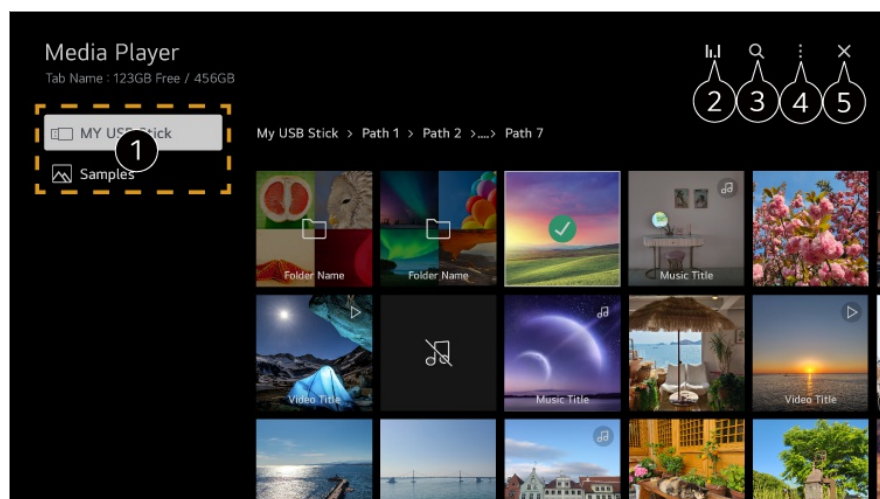 Media Player
Tab Name : 123GB Free / 456GB
2
3
4
5
MY USB Stick
1
Samples
My USB Stick > Path 1 > Path 2 >....> Path 7
Folder Name
Folder Name
Music Title
Video Title
Music Title
Video Title